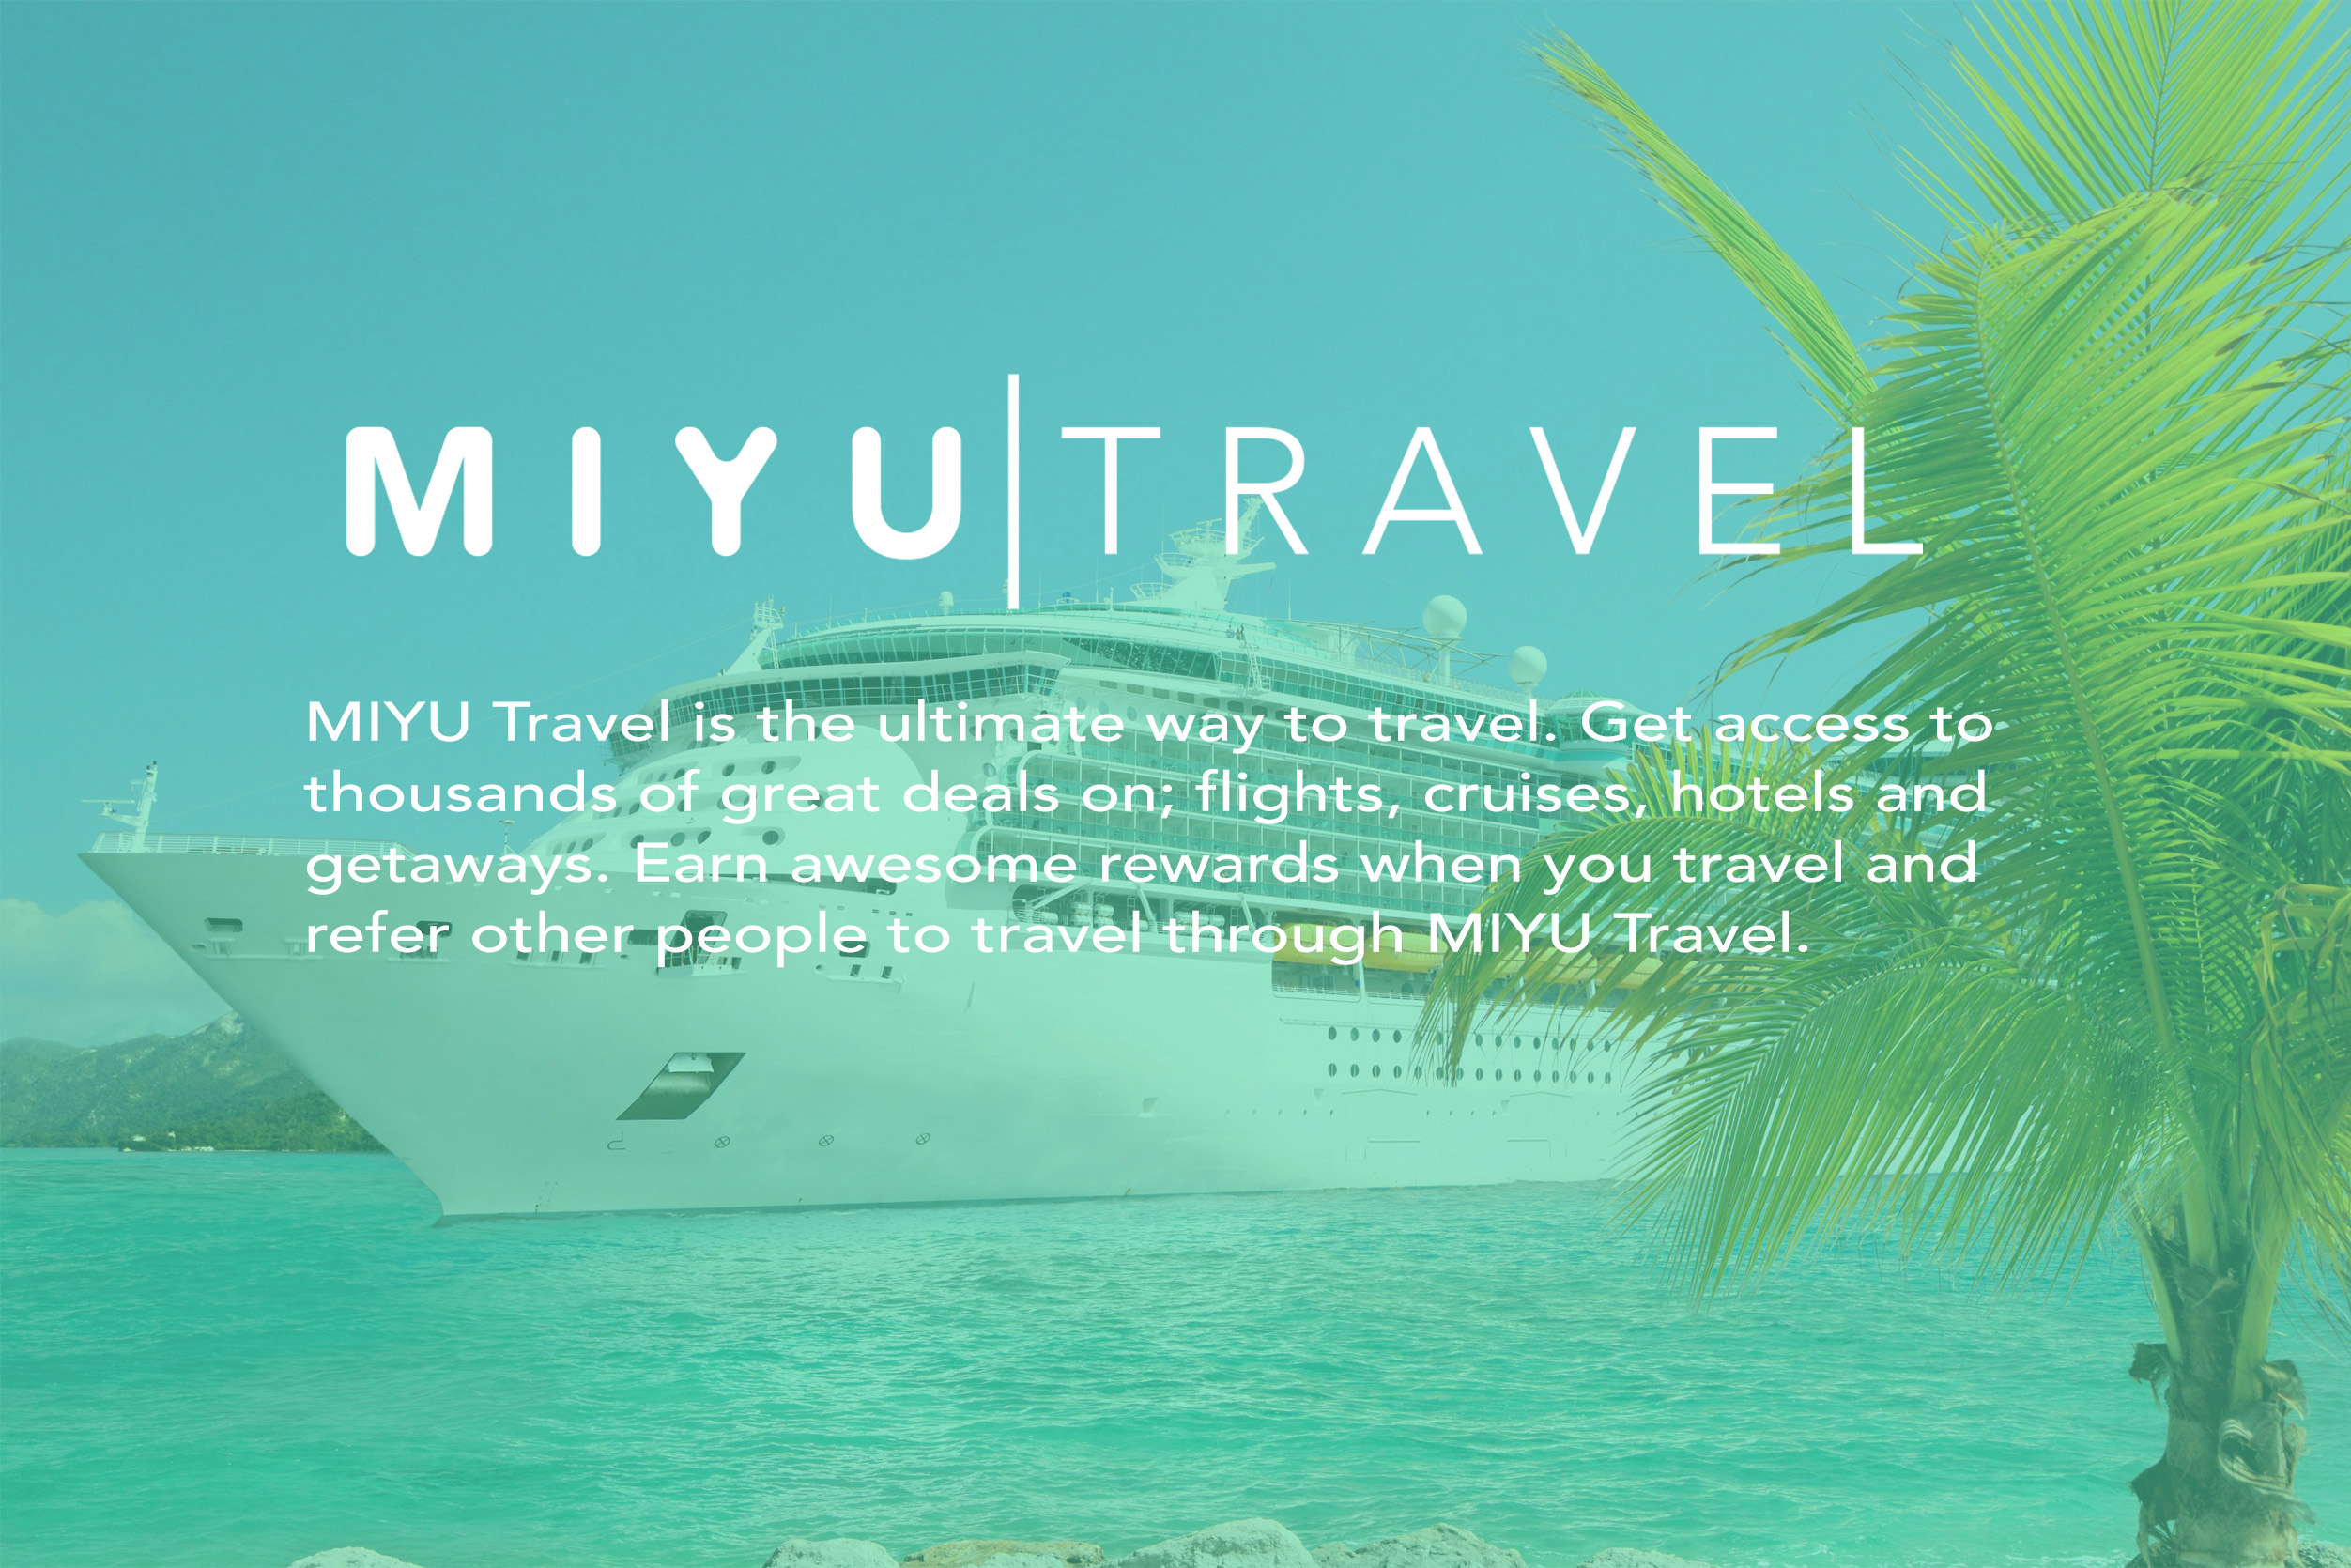 MIYU|TRAVEL
MIYU Travel is the ultimate way to travel. Get access to
thousands of great deals on; flights, cruises, hotels and
getaways. Earn awesome rewards when you travel and
refer other people to travel through MIYU Travel.